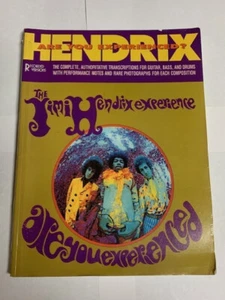 HENDRIX
ARE YOU EXPERIENCED?
THE COMPLETE, AUTHORITATIVE TRANSCRIPTIONS FOR GUITAR, BASS, AND DRUMS
WITH PERFORMANCE NOTES AND RARE PHOTOGRAPHS FOR EACH COMPOSITION
THE
Jimi Hendrix experience
are you experienced